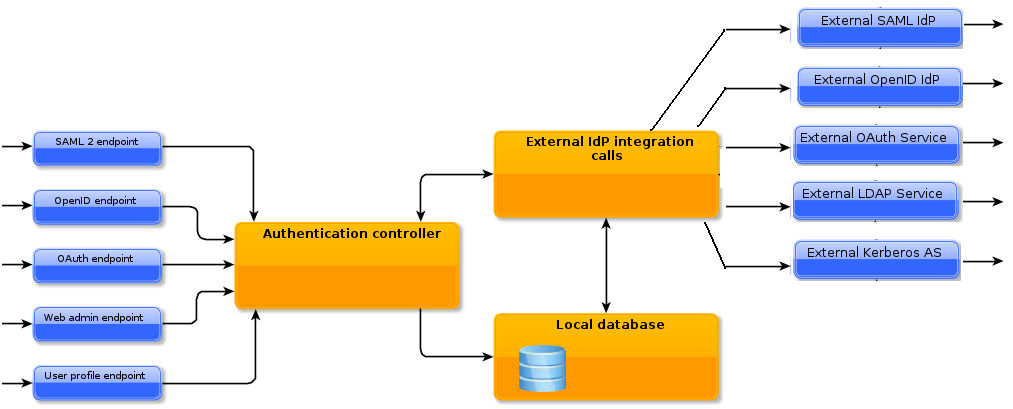 SAML 2 endpoint
OpenID endpoint
OAuth endpoint
Web admin endpoint
User profile endpoint
Authentication controller
External IdP integration
calls
Local database
External SAML IdP
External OpenID IdP
External OAuth Service
External LDAP Service
External Kerberos AS